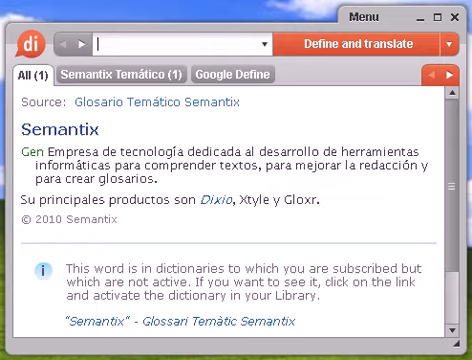 Menu
di
Define and translate
All (1)
Semantix Temático (1)
Google Define
Source: Glosario Temático Semantix
Semantix
Gen Empresa de tecnología dedicada al desarrollo de herramientas
informáticas para comprender textos, para mejorar la redacción y
para crear glosarios.
Su principales productos son Dixio, Xtyle y Gloxr.
© 2010 Semantix
i
This word is in dictionaries to which you are subscribed but
which are not active. If you want to see it, click on the link
and activate the dictionary in your Library.
"Semantix" - Glossari Temàtic Semantix